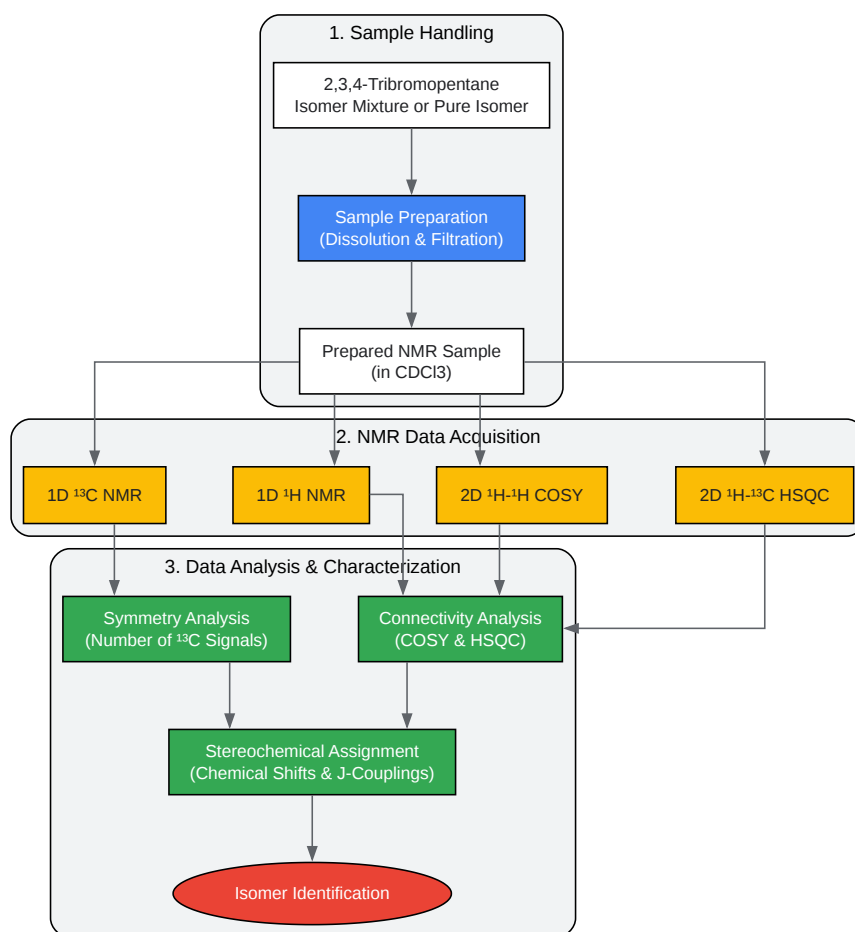 1. Sample Handling
2,3,4-Tribromopentane
Isomer Mixture or Pure Isomer
Sample Preparation
(Dissolution & Filtration)
Prepared NMR Sample
(in CDCl3)
2. NMR Data Acquisition
1D ¹³C NMR
1D ¹H NMR
2D ¹H-¹H COSY
2D ¹H-¹³C HSQC
3. Data Analysis & Characterization
Symmetry Analysis
(Number of ¹³C Signals)
Connectivity Analysis
(COSY & HSQC)
Stereochemical Assignment
(Chemical Shifts & J-Couplings)
Isomer Identification